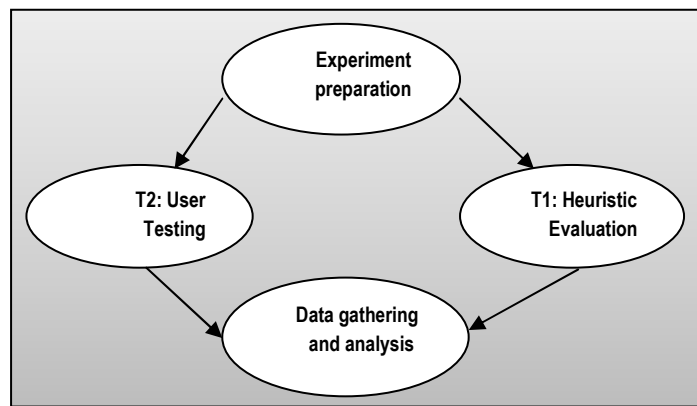 Experiment
preparation
T2: User
Testing
T1: Heuristic
Evaluation
Data gathering
and analysis